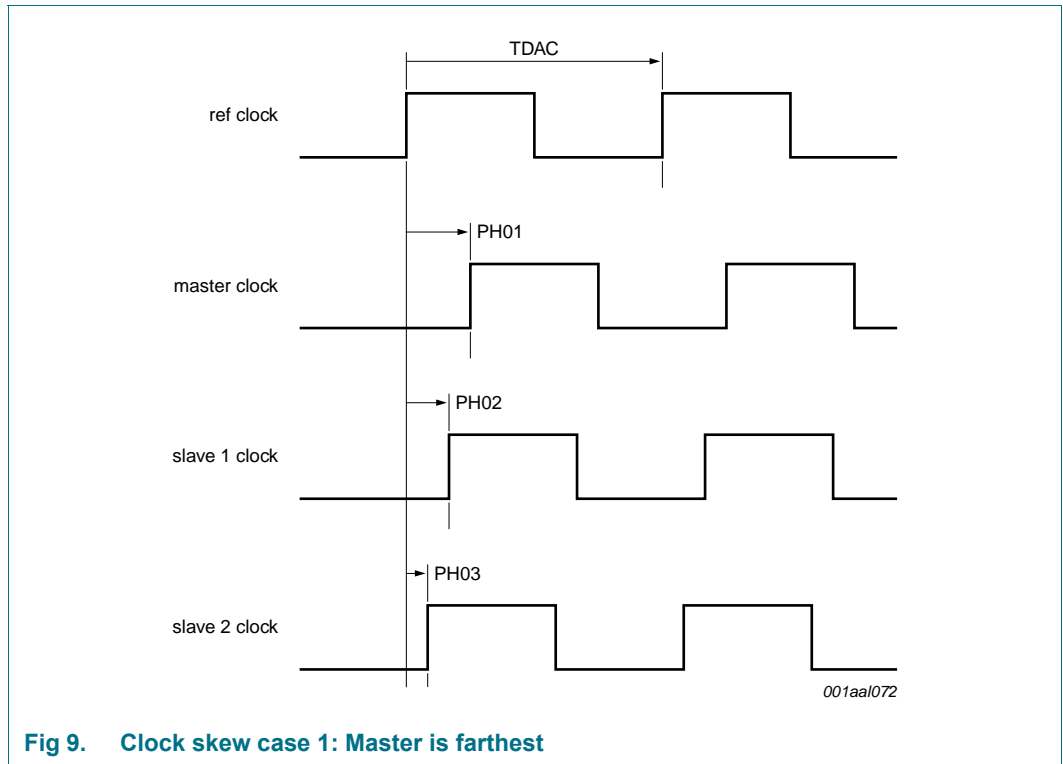 TDAC
ref clock
PH01
master clock
PH02
slave 1 clock
PH03
slave 2 clock
001aal072
Fig 9. Clock skew case 1: Master is farthest